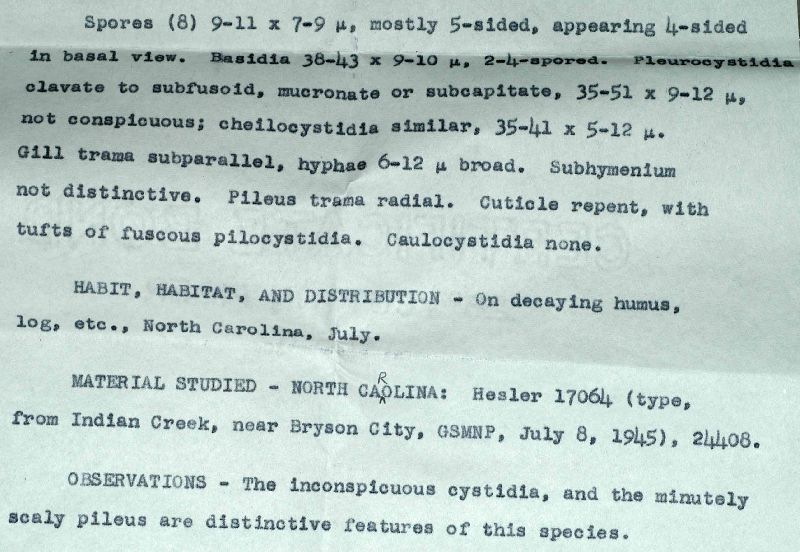 Spores (8) 9-11 x 7-9 µ, mostly 5-sided, appearing 4-sided
in basal view. Basidia 38-43 x 9-10 µ, 2-4-spored. Pleurocystidia
clavate to subfusoid, mucronate or subcapitate, 35-51 x 9-12 µ,
not conspicuous; cheilocystidia similar, 35-41 x 5-12 µ.
Gill trama subparallel, hyphae 6-12 µ broad. Subhymenium
not distinctive. Pileus trama radial. Cuticle repent, with
tufts of fuscous pilocystidia. Caulocystidia none.
HABIT, HABITAT, AND DISTRIBUTION - On decaying humus,
log, etc., North Carolina, July.
MATERIAL STUDIED - NORTH CAROLINA: Hesler 17064 (type,
from Indian Creek, near Bryson City, GSMNP, July 8, 1945), 24408.
OBSERVATIONS - The inconspicuous cystidia, and the minutely
scaly pileus are distinctive features of this species.